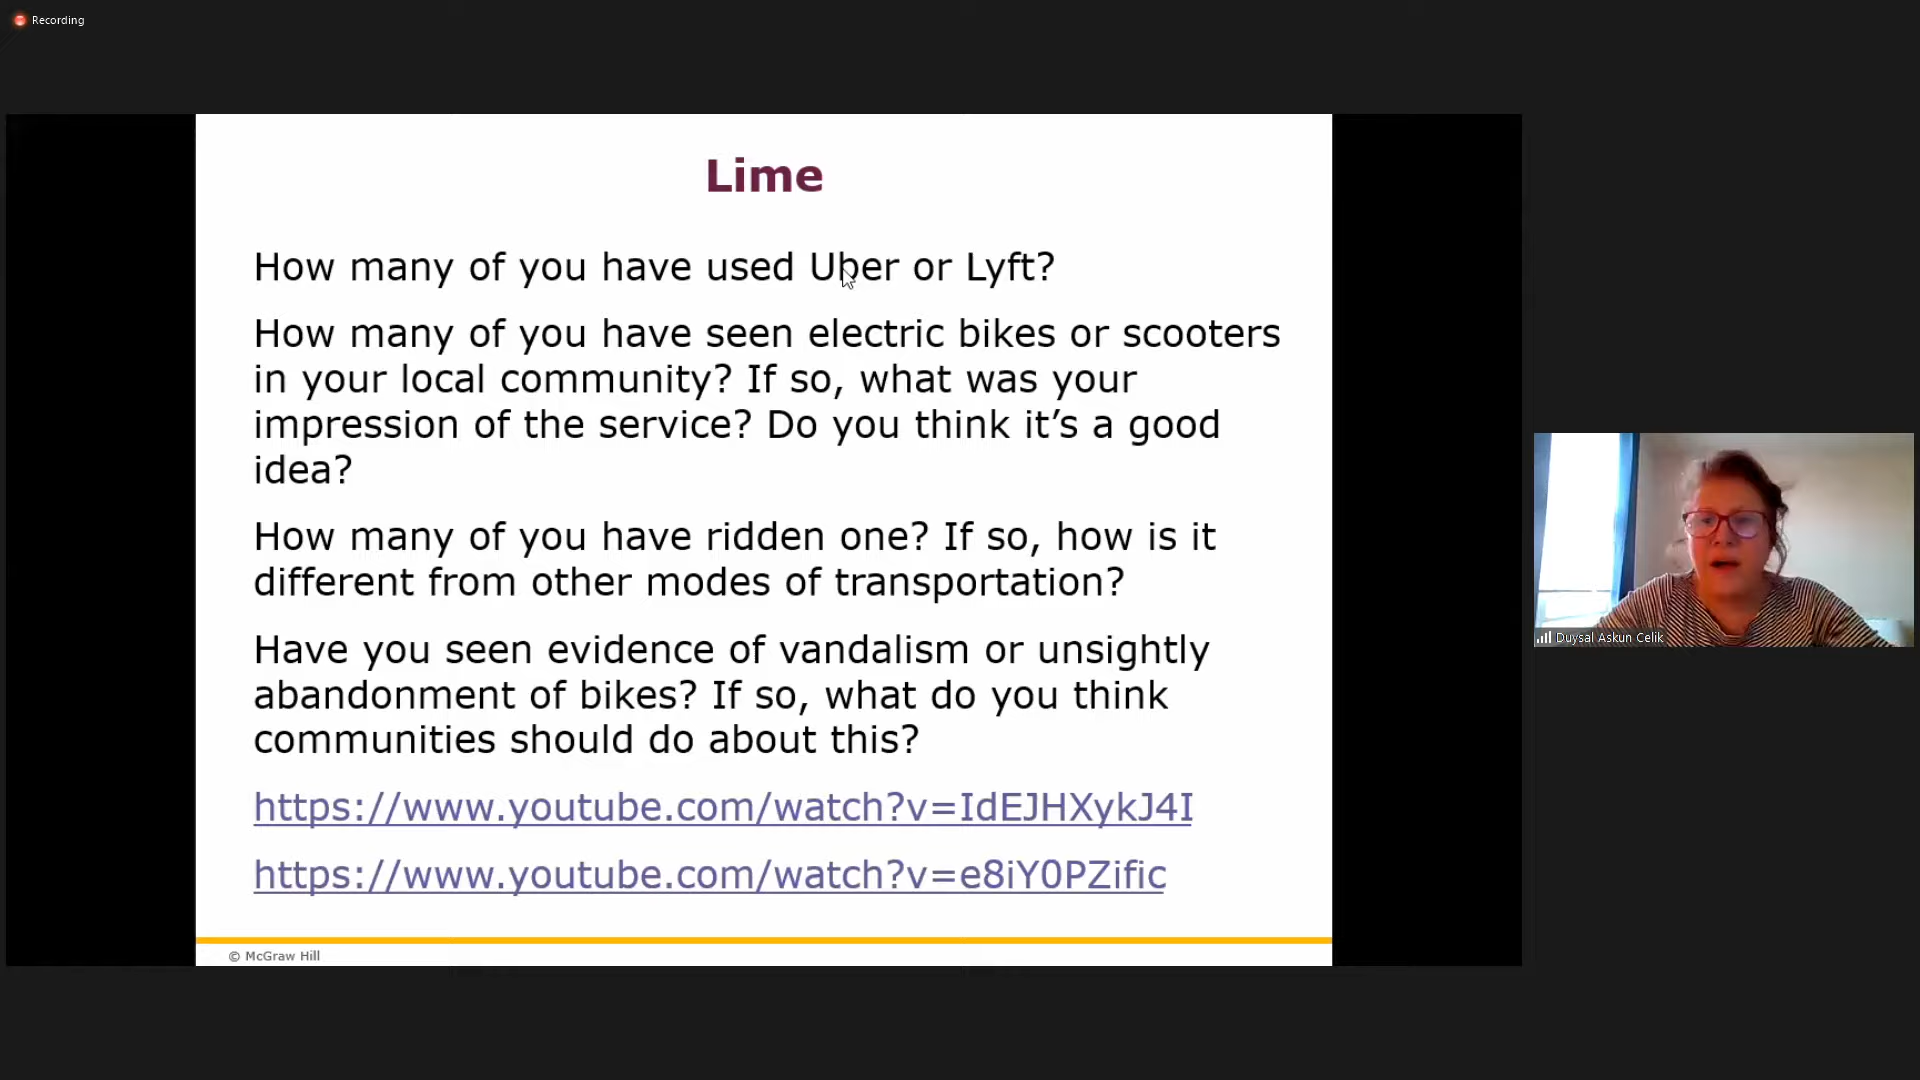 Recording
Lime
How many of you have used Uber or Lyft?
How many of you have seen electric bikes or scooters
in your local community? If so, what was your
impression of the service? Do you think it’s a good
idea?
How many of you have ridden one? If so, how is it
different from other modes of transportation?
Have you seen evidence of vandalism or unsightly
abandonment of bikes? If so, what do you think
communities should do about this?
https://www.youtube.com/watch?v=IdEJHXykJ4I
https://www.youtube.com/watch?v=e8iY0PZific
© McGraw Hill
Duysal Askun Celik